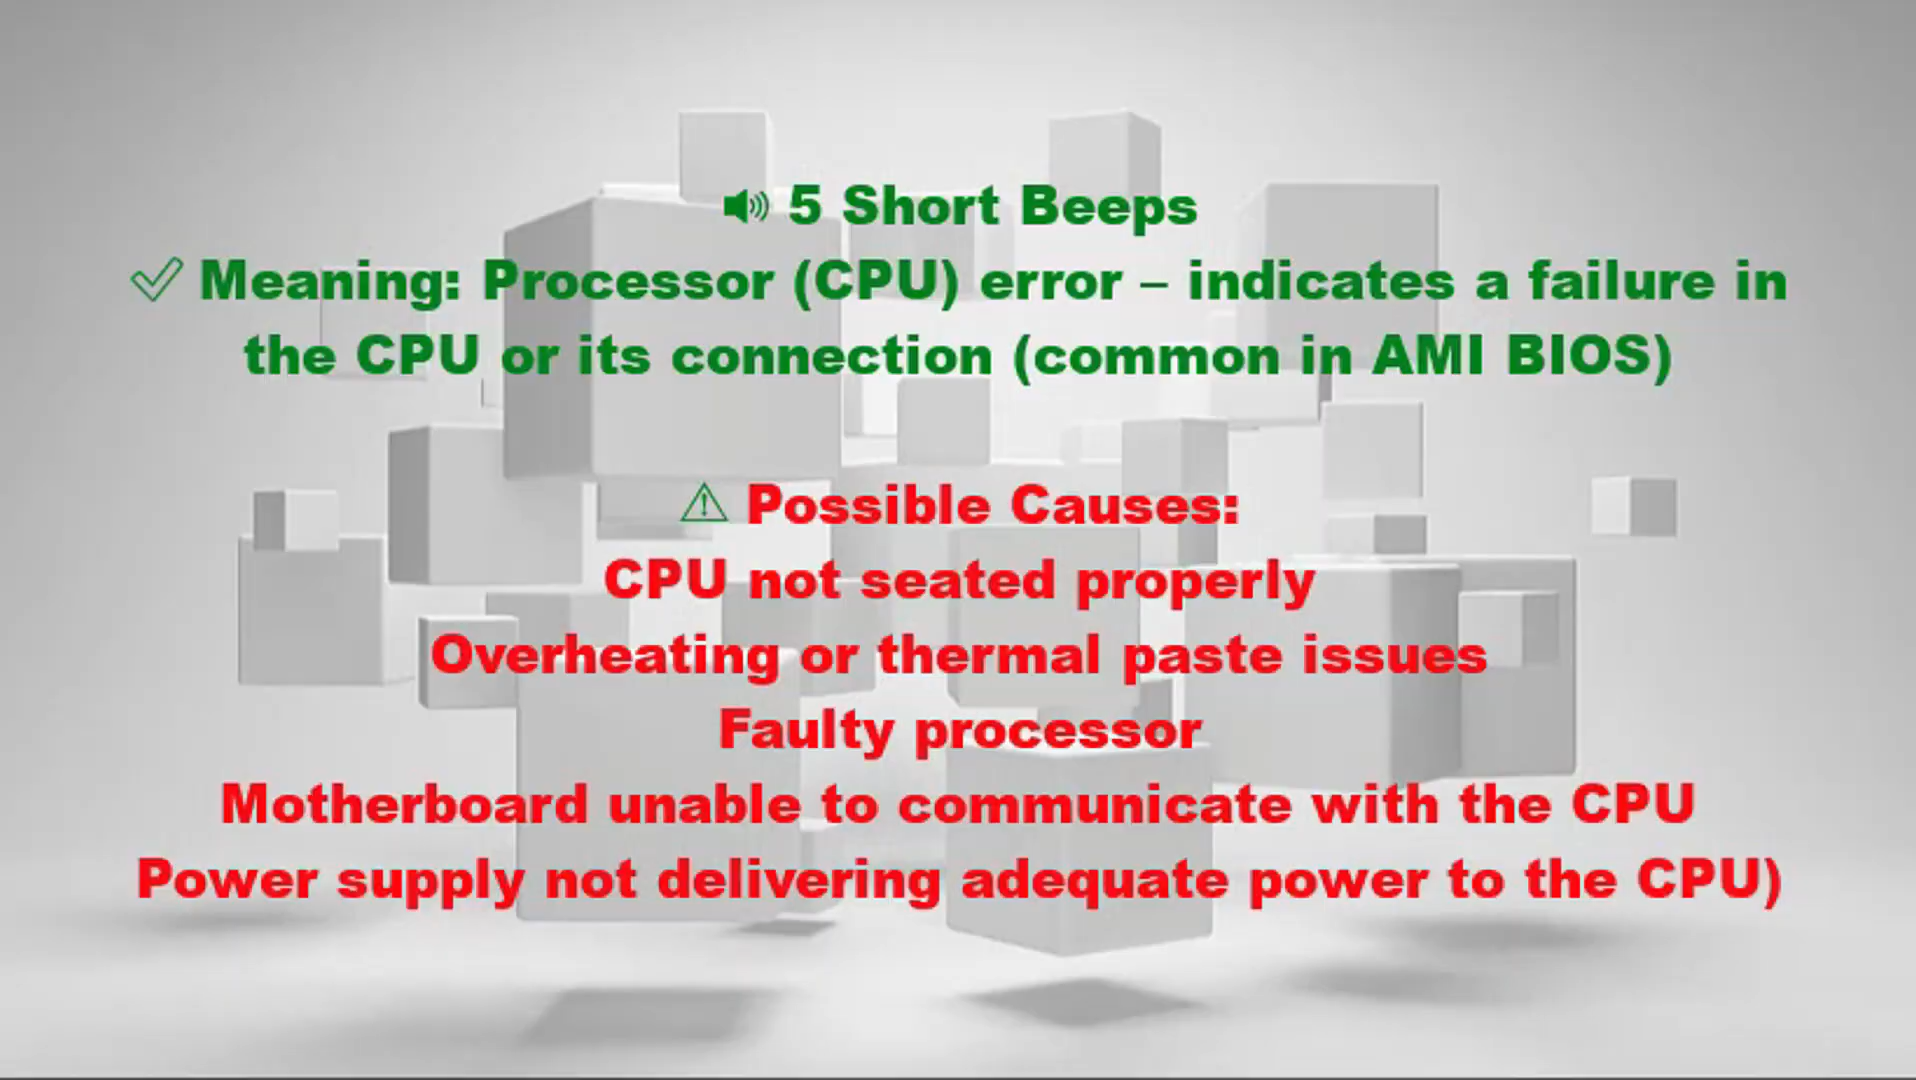 🔊 5 Short Beeps
✅ Meaning: Processor (CPU) error – indicates a failure in
the CPU or its connection (common in AMI BIOS)
⚠ Possible Causes:
CPU not seated properly
Overheating or thermal paste issues
Faulty processor
Motherboard unable to communicate with the CPU
Power supply not delivering adequate power to the CPU)